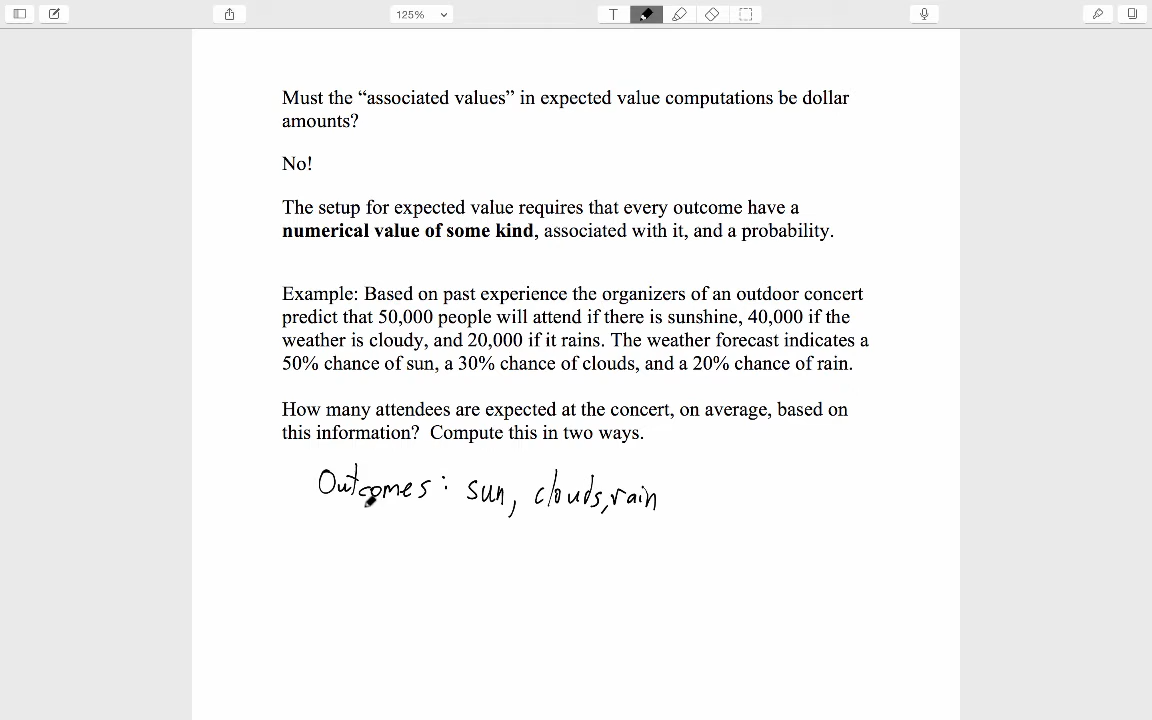 125%
T
Must the “associated values” in expected value computations be dollar
amounts?
No!
The setup for expected value requires that every outcome have a
numerical value of some kind, associated with it, and a probability.
Example: Based on past experience the organizers of an outdoor concert
predict that 50,000 people will attend if there is sunshine, 40,000 if the
weather is cloudy, and 20,000 if it rains. The weather forecast indicates a
50% chance of sun, a 30% chance of clouds, and a 20% chance of rain.
How many attendees are expected at the concert, on average, based on
this information?  Compute this in two ways.
Outcomes: sun, clouds, rain